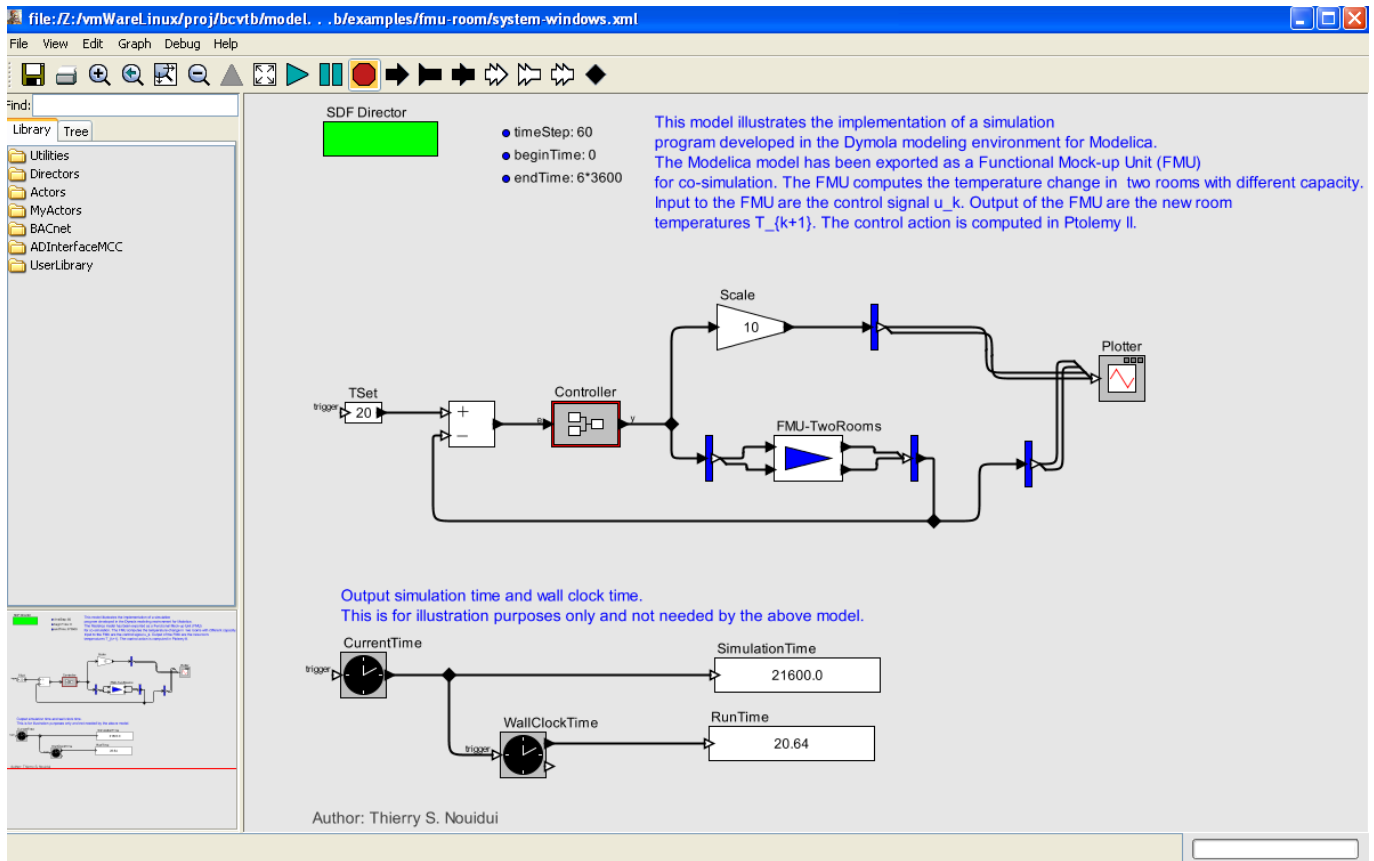 file:/Z:/vmWareLinux/proj/bcvtb/model. . .b/examples/fmu-room/system-windows.xml
File View Edit Graph Debug Help
Find:
Library Tree
Utilities
Directors
Actors
MyActors
BACnet
ADInterfaceMCC
UserLibrary
SDF Director
timeStep: 60
beginTime: 0
endTime: 6*3600
This model illustrates the implementation of a simulation
program developed in the Dymola modeling environment for Modelica.
The Modelica model has been exported as a Functional Mock-up Unit (FMU)
for co-simulation. The FMU computes the temperature change in two rooms with different capacity.
Input to the FMU are the control signal u_k. Output of the FMU are the new room
temperatures T_{k+1}. The control action is computed in Ptolemy II.
Scale
10
Plotter
TSet
trigger
20
+
−
Controller
e
y
FMU-TwoRooms
Output simulation time and wall clock time.
This is for illustration purposes only and not needed by the above model.
CurrentTime
trigger
SimulationTime
21600.0
WallClockTime
trigger
RunTime
20.64
Author: Thierry S. Nouidui